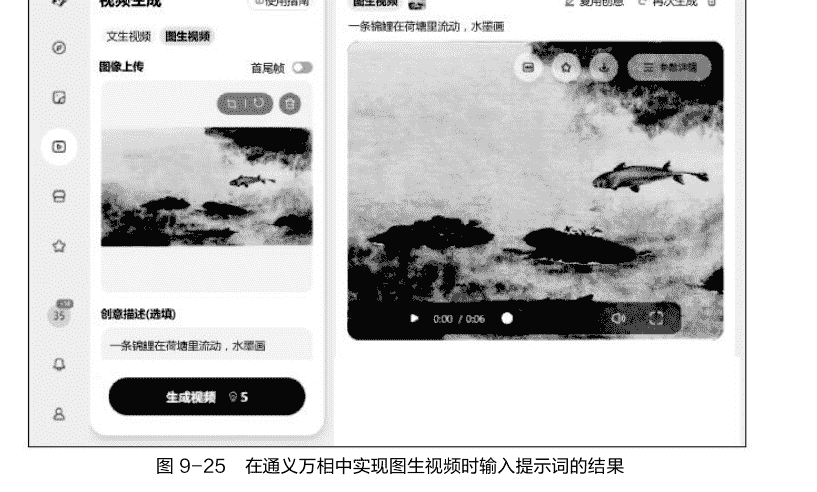 视频生成
使用指南
文生视频 图生视频
图像上传
首尾帧
35
创意描述(选填)
一条锦鲤在荷塘里流动，水墨画
生成视频 5
图生视频
复用创意 再次生成
一条锦鲤在荷塘里流动，水墨画
参数详情
0:00 / 0:06
图 9-25 在通义万相中实现图生视频时输入提示词的结果